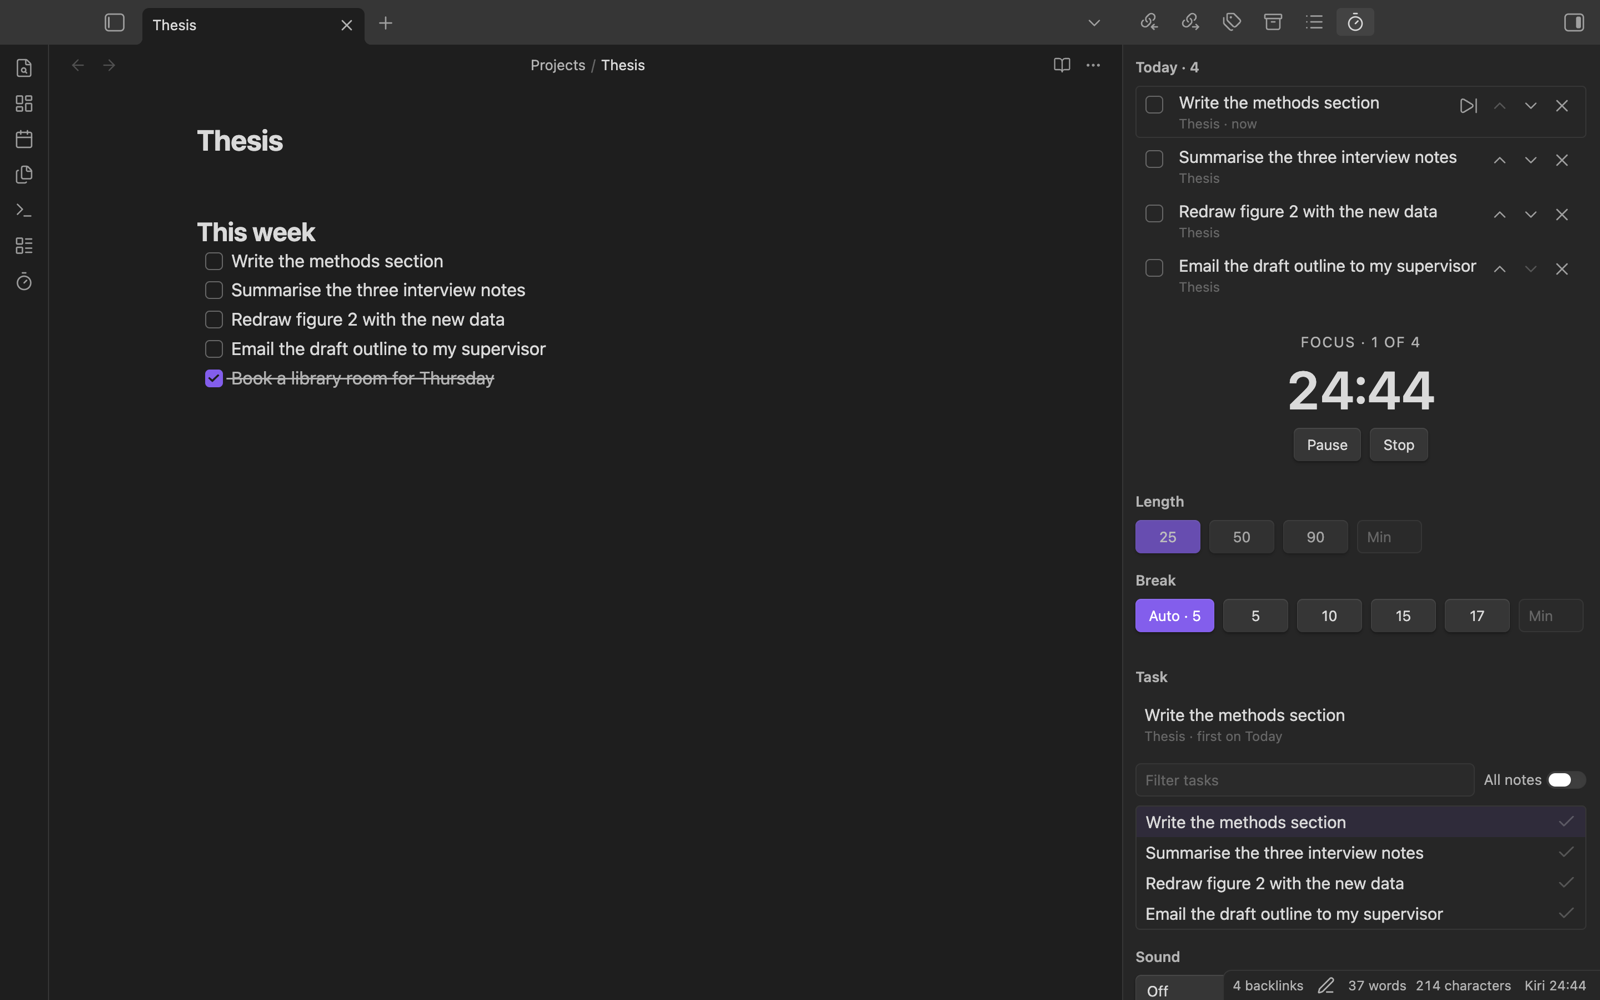 Thesis
Projects / Thesis
Thesis
This week
Write the methods section
Summarise the three interview notes
Redraw figure 2 with the new data
Email the draft outline to my supervisor
Book a library room for Thursday
Today · 4
Write the methods section
Thesis · now
Summarise the three interview notes
Thesis
Redraw figure 2 with the new data
Thesis
Email the draft outline to my supervisor
Thesis
FOCUS · 1 OF 4
24:44
Pause Stop
Length
25 50 90 Min
Break
Auto · 5 5 10 15 17 Min
Task
Write the methods section
Thesis · first on Today
Filter tasks All notes
Write the methods section
Summarise the three interview notes
Redraw figure 2 with the new data
Email the draft outline to my supervisor
Sound
Off
4 backlinks 37 words 214 characters Kiri 24:44